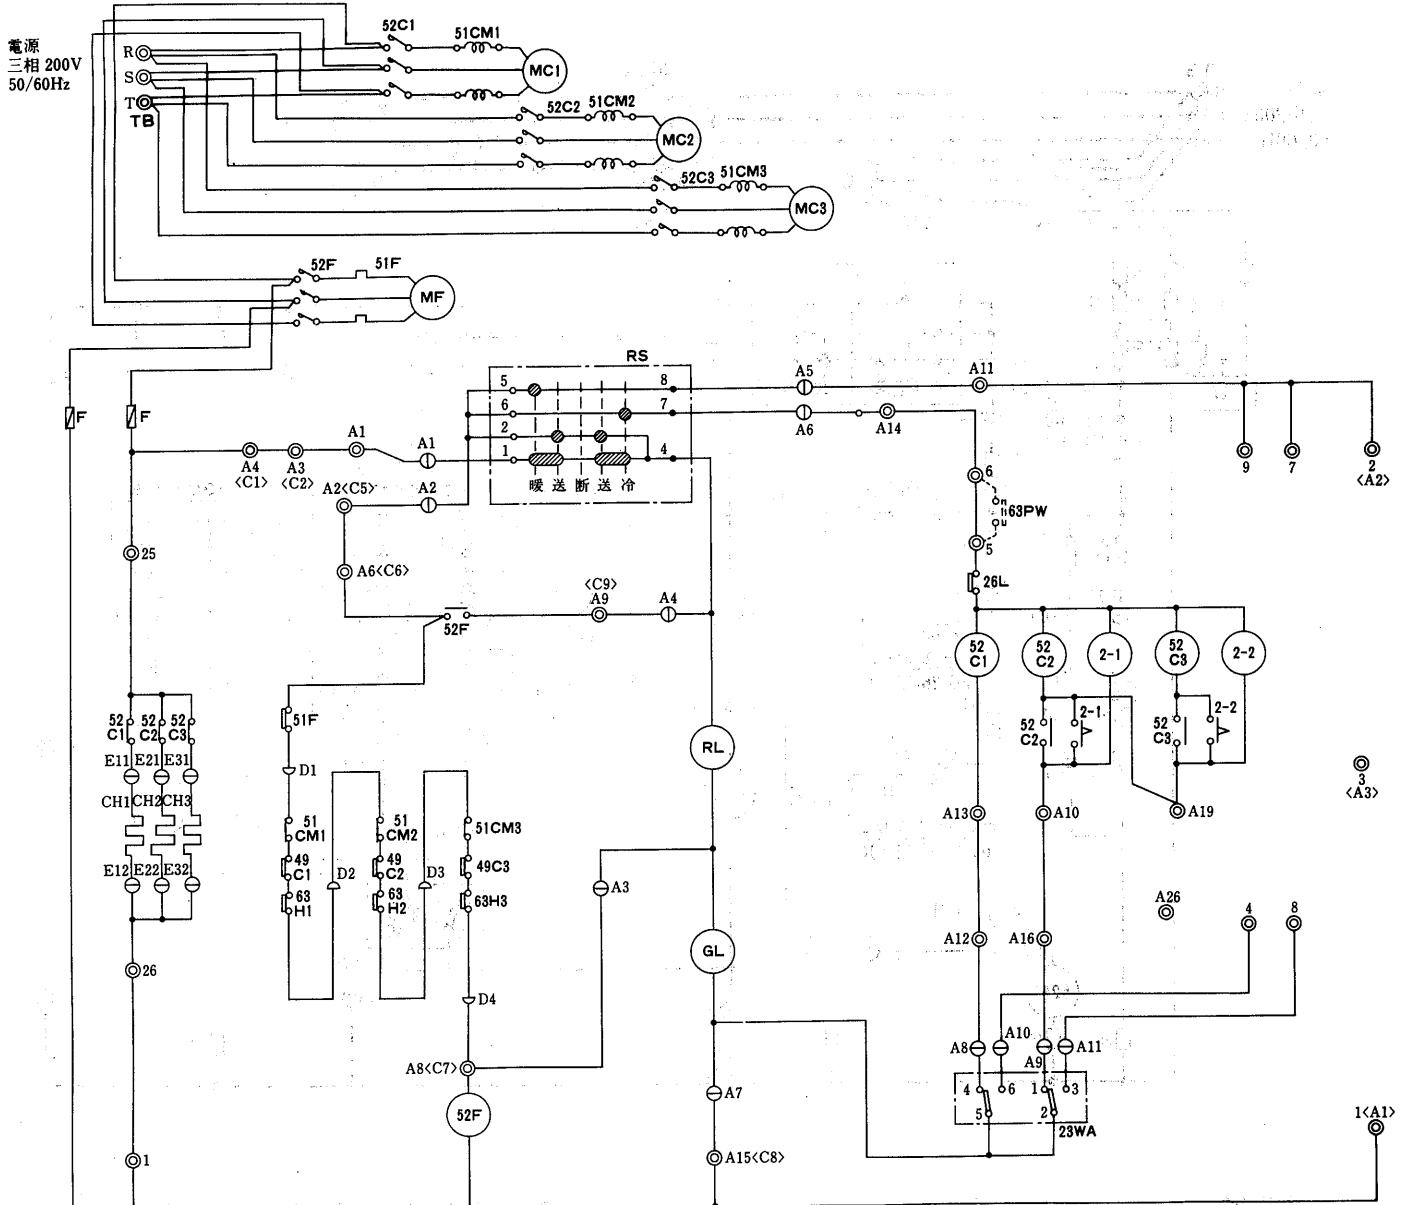 電源
三相 200V
50/60Hz
R
S
T
TB
52C1
51CM1
MC1
52C2
51CM2
MC2
52C3
51CM3
MC3
52F
51F
MF
RS
F
F
5
8
6
7
2
1
4
暖 送 断 送 冷
A4
<C1>
A3
<C2>
A1
A1
A2<C5>
A2
A5
A11
A6
A14
9
7
2
<A2>
6
63PW
5
26L
25
A6<C6>
<C9>
A9
A4
52F
52
C1
52
C2
2-1
52
C3
2-2
51F
52
C1
52
C2
52
C3
52
C2
2-1
52
C3
2-2
E11
E21
E31
D1
RL
CH1
CH2
CH3
51
CM1
51
CM2
51CM3
A13
A10
A19
3
<A3>
E12
E22
E32
49
C1
D2
49
C2
D3
49C3
63
H1
63
H2
63H3
A3
A26
4
8
GL
A12
A16
26
D4
A8
A10
A9
A11
A8<C7>
4
6
1
3
5
2
23WA
52F
A7
1<A1>
1
A15<C8>